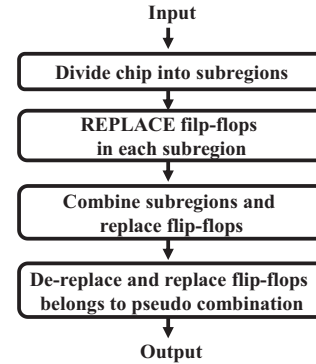 Input
Divide chip into subregions
REPLACE filp-flops
in each subregion
Combine subregions and
replace flip-flops
De-replace and replace flip-flops
belongs to pseudo combination
Output